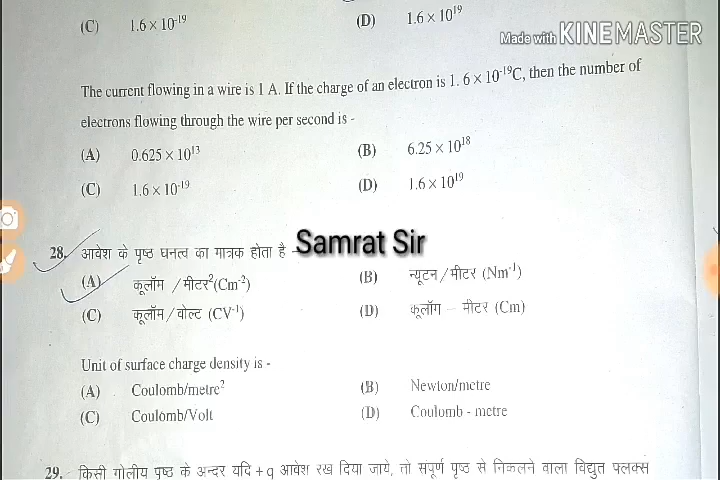 (C) 1.6 × 10⁻¹⁹ (D) 1.6 × 10¹⁹
Made with KINEMASTER
The current flowing in a wire is 1 A. If the charge of an electron is 1. 6 × 10⁻¹⁹C, then the number of
electrons flowing through the wire per second is -
(A) 0.625 × 10¹³ (B) 6.25 × 10¹⁸
(C) 1.6 × 10⁻¹⁹ (D) 1.6 × 10¹⁹
28. आवेश के पृष्ठ घनत्व का मात्रक होता है -
Samrat Sir
(A) कूलॉम /मीटर²(Cm⁻²) (B) न्यूटन/मीटर (Nm⁻¹)
(C) कूलॉम/वोल्ट (CV⁻¹) (D) कूलॉम – मीटर (Cm)
Unit of surface charge density is -
(A) Coulomb/metre² (B) Newton/metre
(C) Coulomb/Volt (D) Coulomb - metre
29. किसी गोलीय पृष्ठ के अन्दर यदि +q आवेश रख दिया जाये, तो संपूर्ण पृष्ठ से निकलने वाला विद्युत फ्लक्स